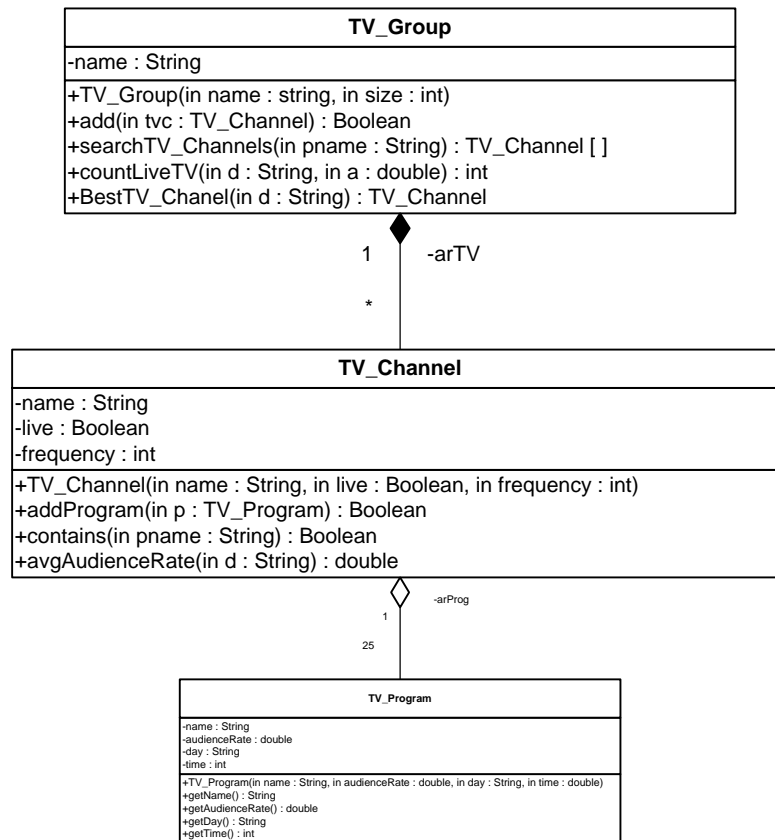 TV_Group
-name : String
+TV_Group(in name : string, in size : int)
+add(in tvc : TV_Channel) : Boolean
+searchTV_Channels(in pname : String) : TV_Channel [ ]
+countLiveTV(in d : String, in a : double) : int
+BestTV_Chanel(in d : String) : TV_Channel
1 -arTV
*
TV_Channel
-name : String
-live : Boolean
-frequency : int
+TV_Channel(in name : String, in live : Boolean, in frequency : int)
+addProgram(in p : TV_Program) : Boolean
+contains(in pname : String) : Boolean
+avgAudienceRate(in d : String) : double
-arProg
1
25
TV_Program
-name : String
-audienceRate : double
-day : String
-time : int
+TV_Program(in name : String, in audienceRate : double, in day : String, in time : double)
+getName() : String
+getAudienceRate() : double
+getDay() : String
+getTime() : int